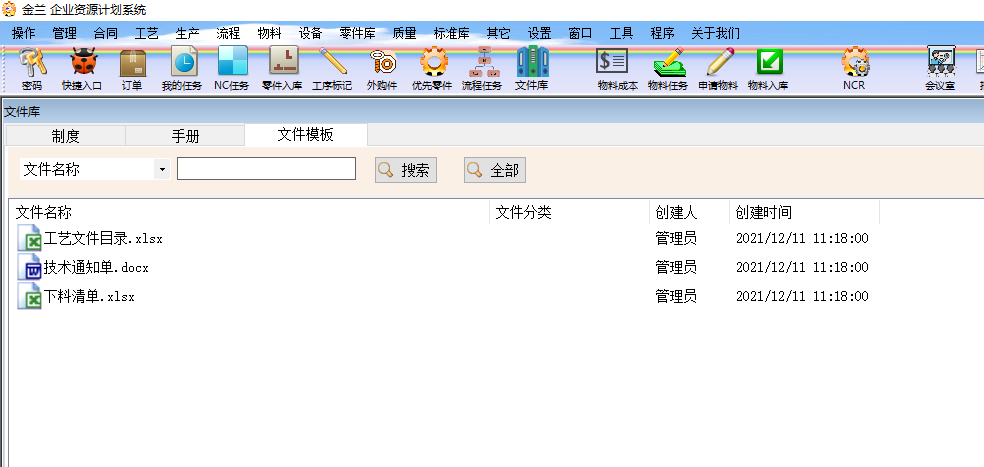 金兰 企业资源计划系统
操作 管理 合同 工艺 生产 流程 物料 设备 零件库 质量 标准库 其它 设置 窗口 工具 程序 关于我们
密码 快捷入口 订单 我的任务 NC任务 零件入库 工序标记 外购件 优先零件 流程任务 文件库 物料成本 物料任务 申请物料 物料入库 NCR 会议室
文件库
制度 手册 文件模板
文件名称 搜索 全部
文件名称 文件分类 创建人 创建时间
工艺文件目录.xlsx 管理员 2021/12/11 11:18:00
技术通知单.docx 管理员 2021/12/11 11:18:00
下料清单.xlsx 管理员 2021/12/11 11:18:00